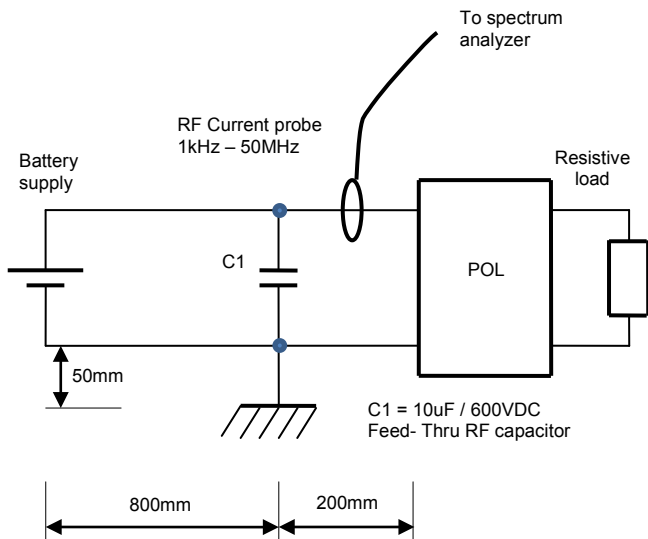 To spectrum
analyzer
RF Current probe
1kHz – 50MHz
Battery
supply
Resistive
load
C1
POL
50mm
C1 = 10uF / 600VDC
Feed- Thru RF capacitor
800mm
200mm